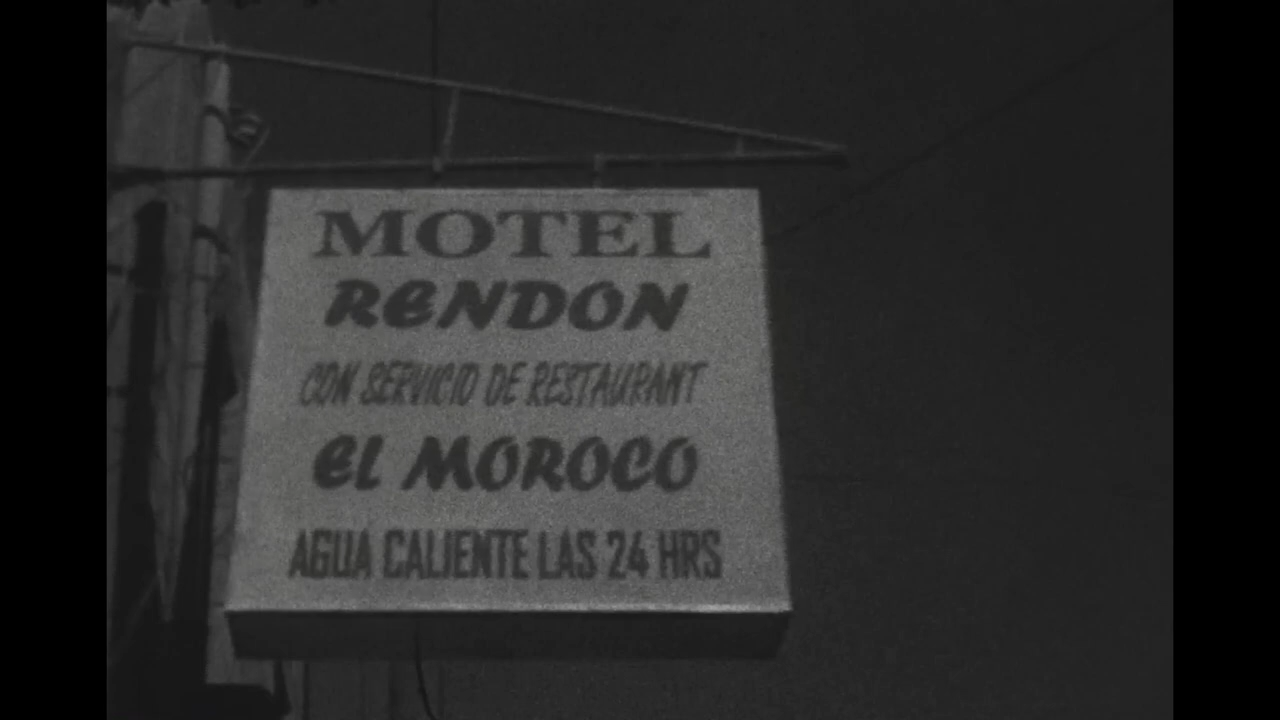 MOTEL
RENDON
CON SERVICIO DE RESTAURANT
EL MOROCO
AGUA CALIENTE LAS 24 HRS